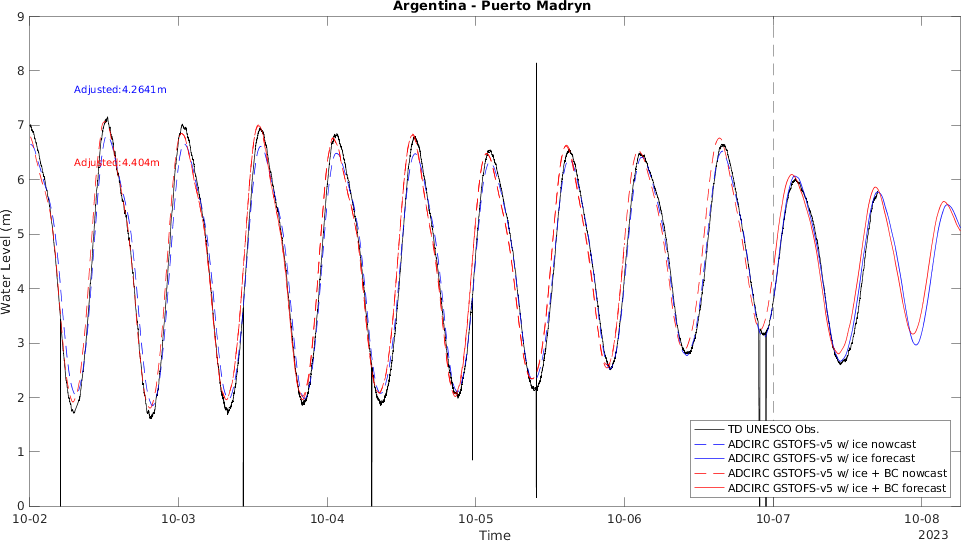 Argentina - Puerto Madryn
9
8
7
6
5
4
3
2
1
0
Water Level (m)
Adjusted:4.2641m
Adjusted:4.404m
TD UNESCO Obs.
ADCIRC GSTOFS-v5 w/ ice nowcast
ADCIRC GSTOFS-v5 w/ ice forecast
ADCIRC GSTOFS-v5 w/ ice + BC nowcast
ADCIRC GSTOFS-v5 w/ ice + BC forecast
10-02 10-03 10-04 10-05 10-06 10-07 10-08
Time
2023